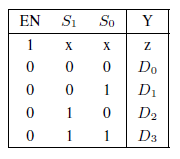 EN S₁ S₀ Y
1 x x z
0 0 0 D₀
0 0 1 D₁
0 1 0 D₂
0 1 1 D₃